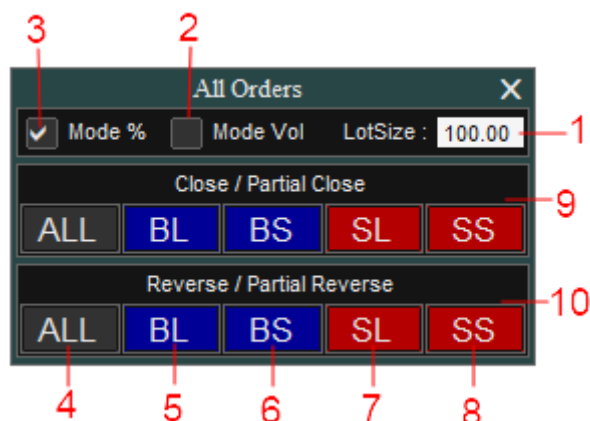 3 2
All Orders X
Mode % Mode Vol LotSize : 100.00 1
Close / Partial Close
9
ALL BL BS SL SS
Reverse / Partial Reverse
10
ALL BL BS SL SS
4 5 6 7 8